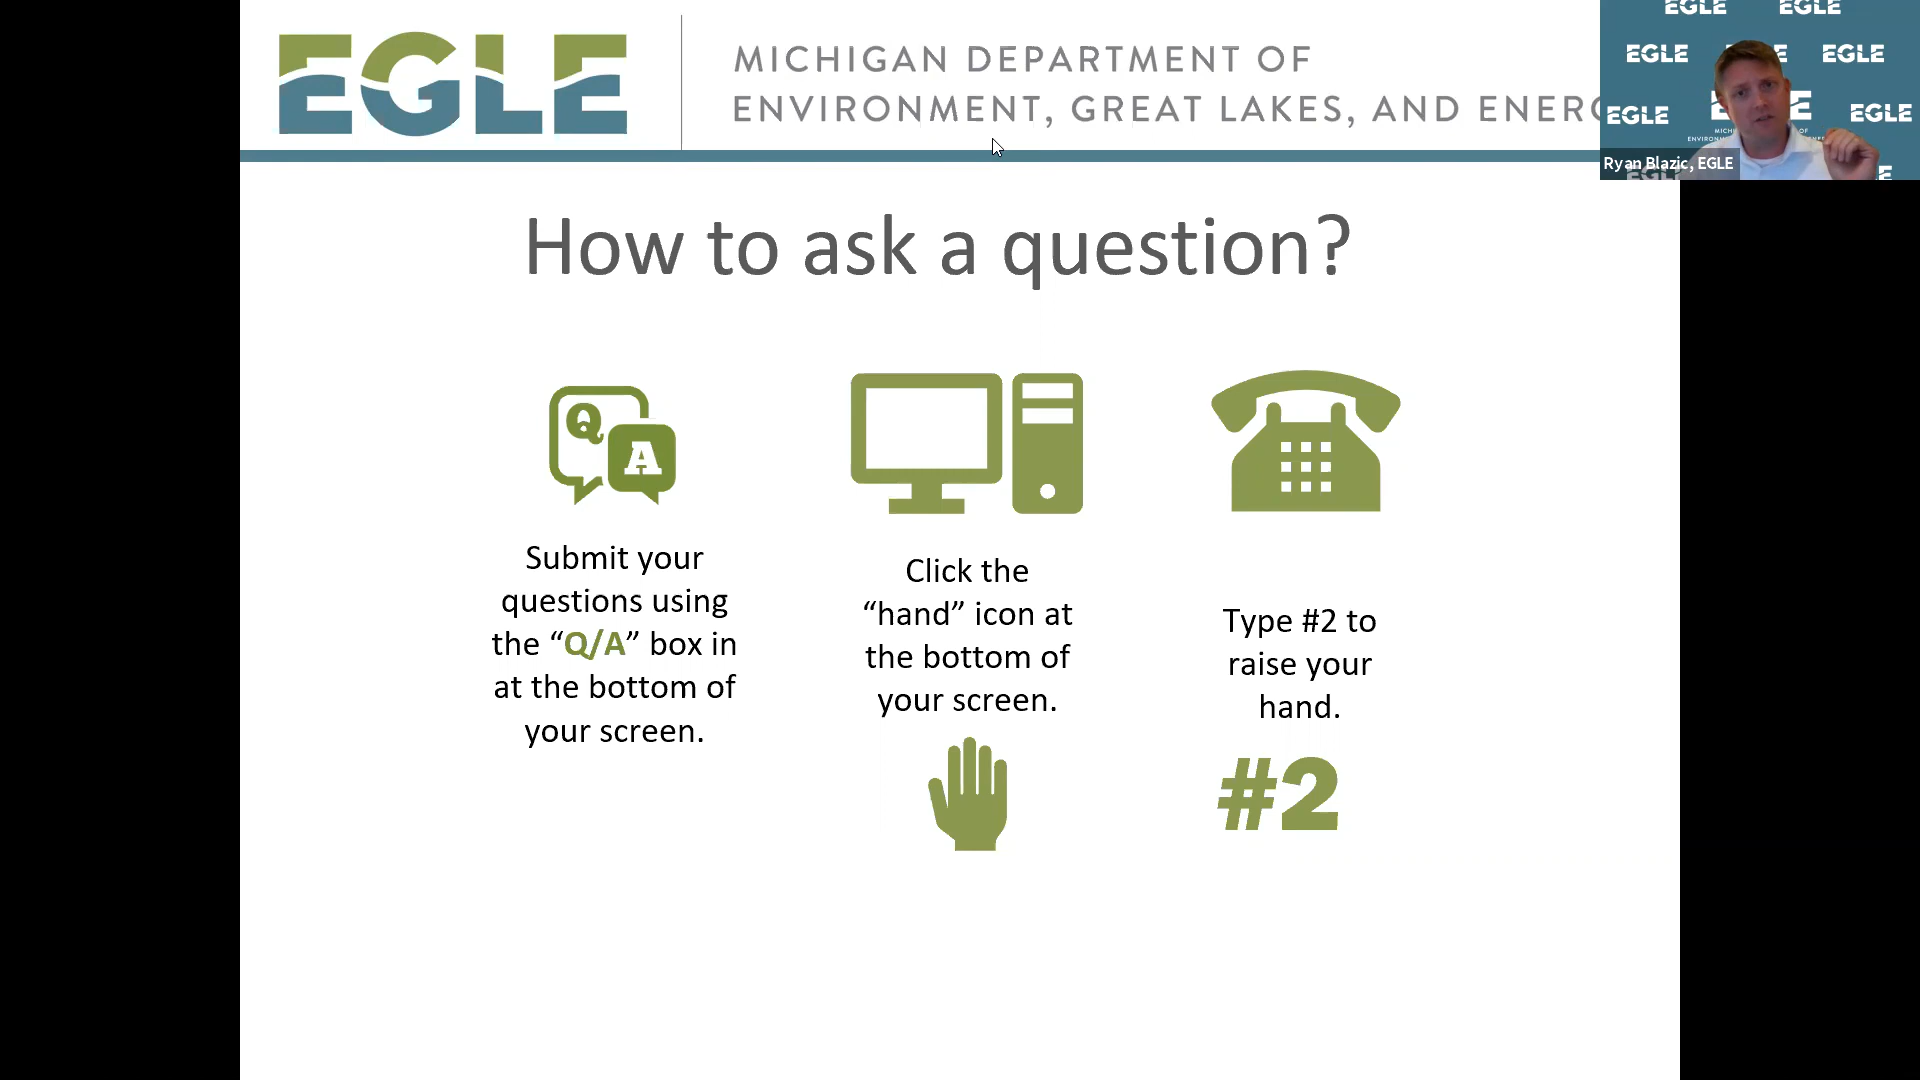 EGLE
MICHIGAN DEPARTMENT OF
ENVIRONMENT, GREAT LAKES, AND ENERG
EGLE EGLE
EGLE EGLE
EGLE EGLE
Ryan Blazic, EGLE
How to ask a question?
Q
A
Submit your
questions using
the “Q/A” box in
at the bottom of
your screen.
Click the
“hand” icon at
the bottom of
your screen.
Type #2 to
raise your
hand.
#2